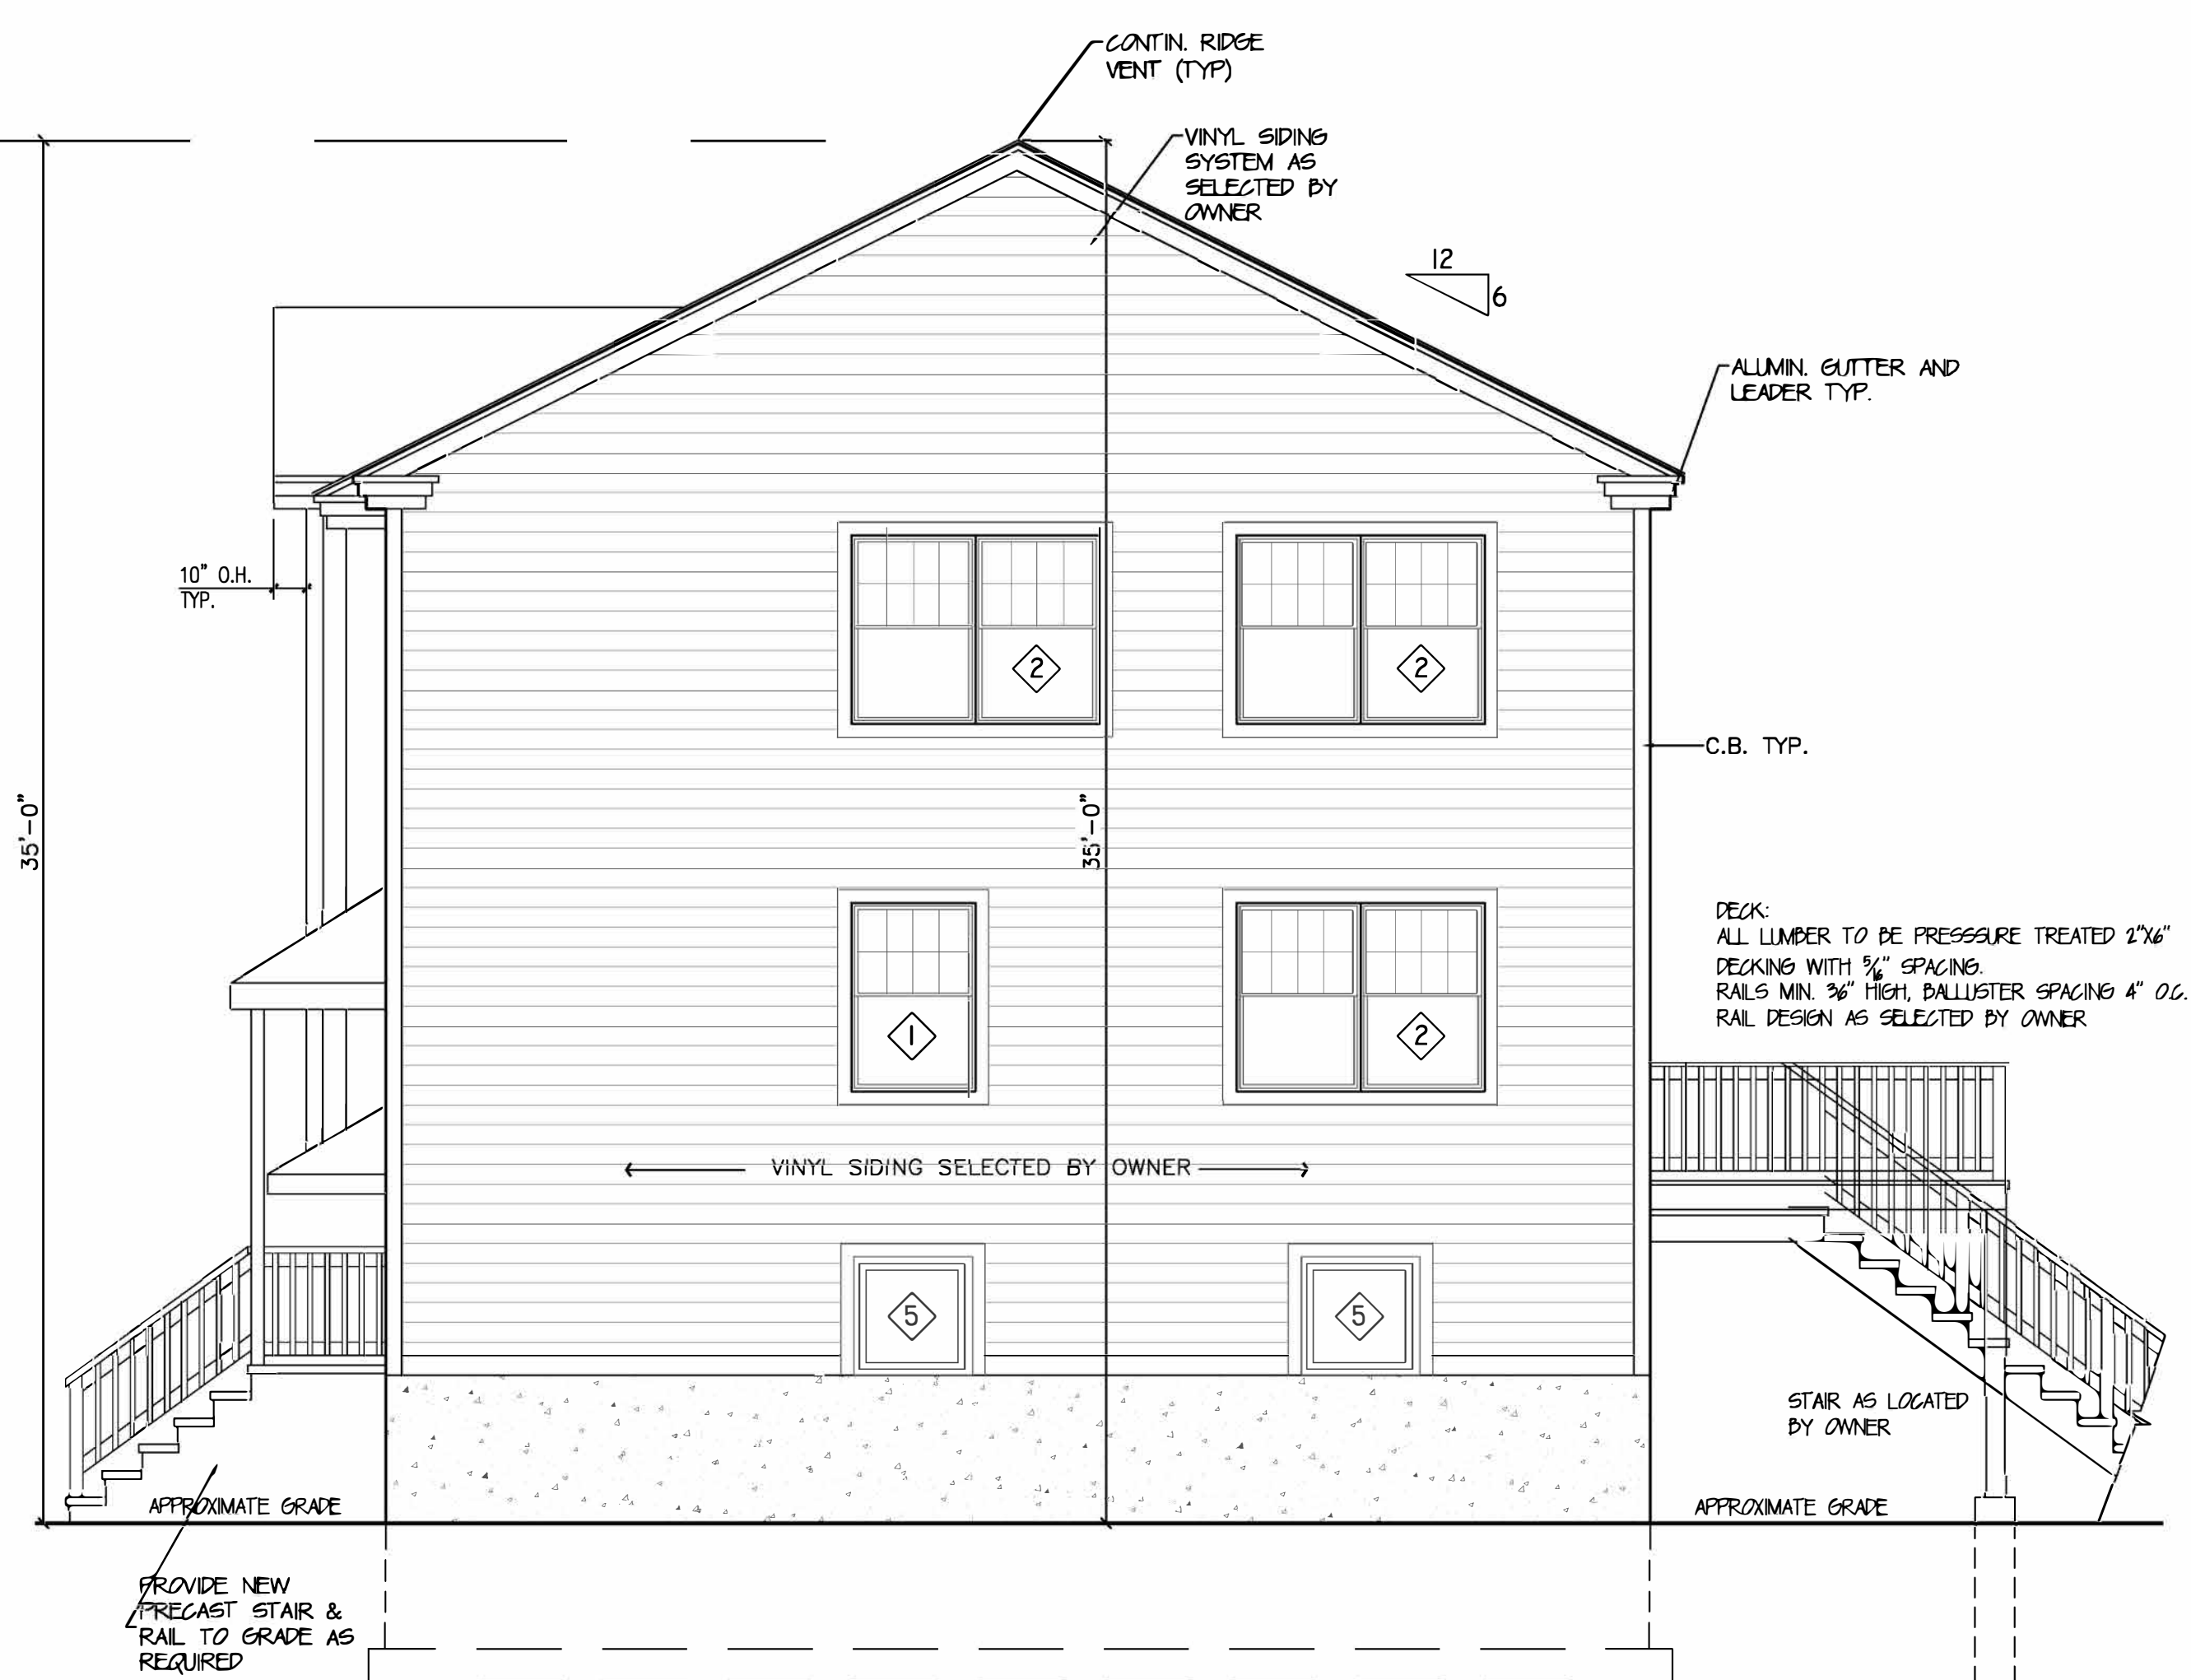 CONTIN. RIDGE
VENT (TYP)
VINYL SIDING
SYSTEM AS
SELECTED BY
OWNER
12
6
ALUMIN. GUTTER AND
LEADER TYP.
10" O.H.
TYP.
2
2
C.B. TYP.
35'-0"
35'-0"
DECK:
ALL LUMBER TO BE PRESSSURE TREATED 2"X6"
DECKING WITH 5/16" SPACING.
RAILS MIN. 36" HIGH, BALLUSTER SPACING 4" O.C.
RAIL DESIGN AS SELECTED BY OWNER
1
2
VINYL SIDING SELECTED BY OWNER
5
5
STAIR AS LOCATED
BY OWNER
APPROXIMATE GRADE
APPROXIMATE GRADE
PROVIDE NEW
PRECAST STAIR &
RAIL TO GRADE AS
REQUIRED